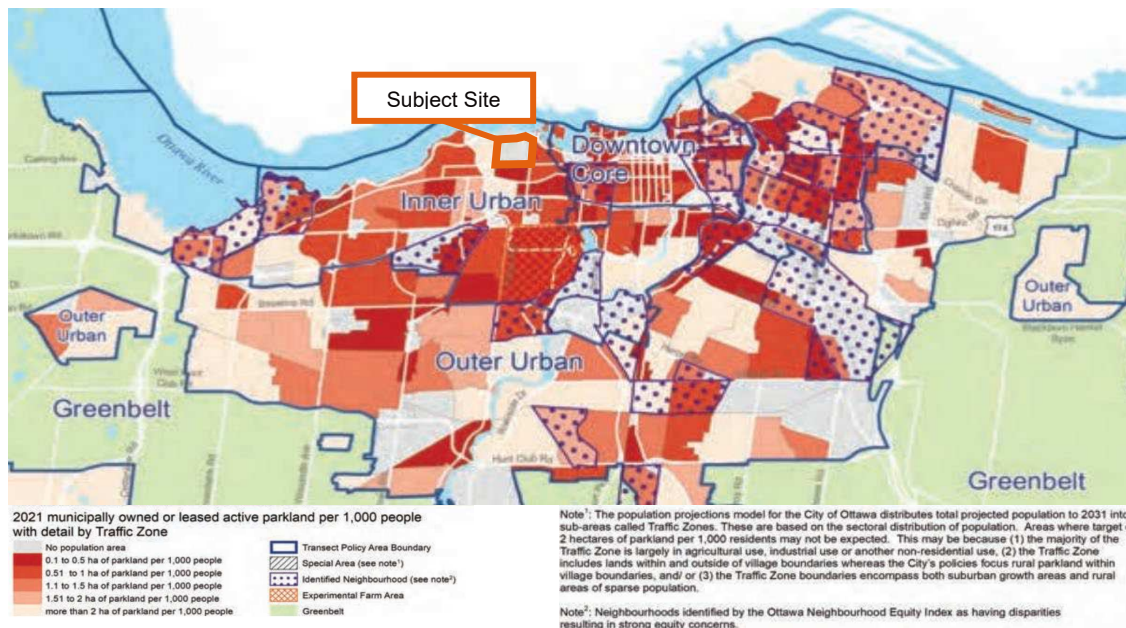 Subject Site
Downtown
Core
Ottawa River
Carling Ave
Inner Urban
Ogilvie
174
Baseline Rd
Outer
Urban
Outer
Urban
Outer Urban
Greenbelt
Hunt Club Rd
Greenbelt
2021 municipally owned or leased active parkland per 1,000 people
with detail by Traffic Zone
No population area
0.1 to 0.5 ha of parkland per 1,000 people
0.51 to 1 ha of parkland per 1,000 people
1.1 to 1.5 ha of parkland per 1,000 people
1.51 to 2 ha of parkland per 1,000 people
more than 2 ha of parkland per 1,000 people
Transect Policy Area Boundary
Special Area (see note¹)
Identified Neighbourhood (see note²)
Experimental Farm Area
Greenbelt
Note¹: The population projections model for the City of Ottawa distributes total projected population to 2031 into
sub-areas called Traffic Zones. These are based on the sectoral distribution of population. Areas where target
2 hectares of parkland per 1,000 residents may not be expected. This may be because (1) the majority of the
Traffic Zone is largely in agricultural use, industrial use or another non-residential use, (2) the Traffic Zone
includes lands within and outside of village boundaries whereas the City's policies focus rural parkland within
village boundaries, and/ or (3) the Traffic Zone boundaries encompass both suburban growth areas and rural
areas of sparse population.
Note²: Neighbourhoods identified by the Ottawa Neighbourhood Equity Index as having disparities
resulting in strong equity concerns.